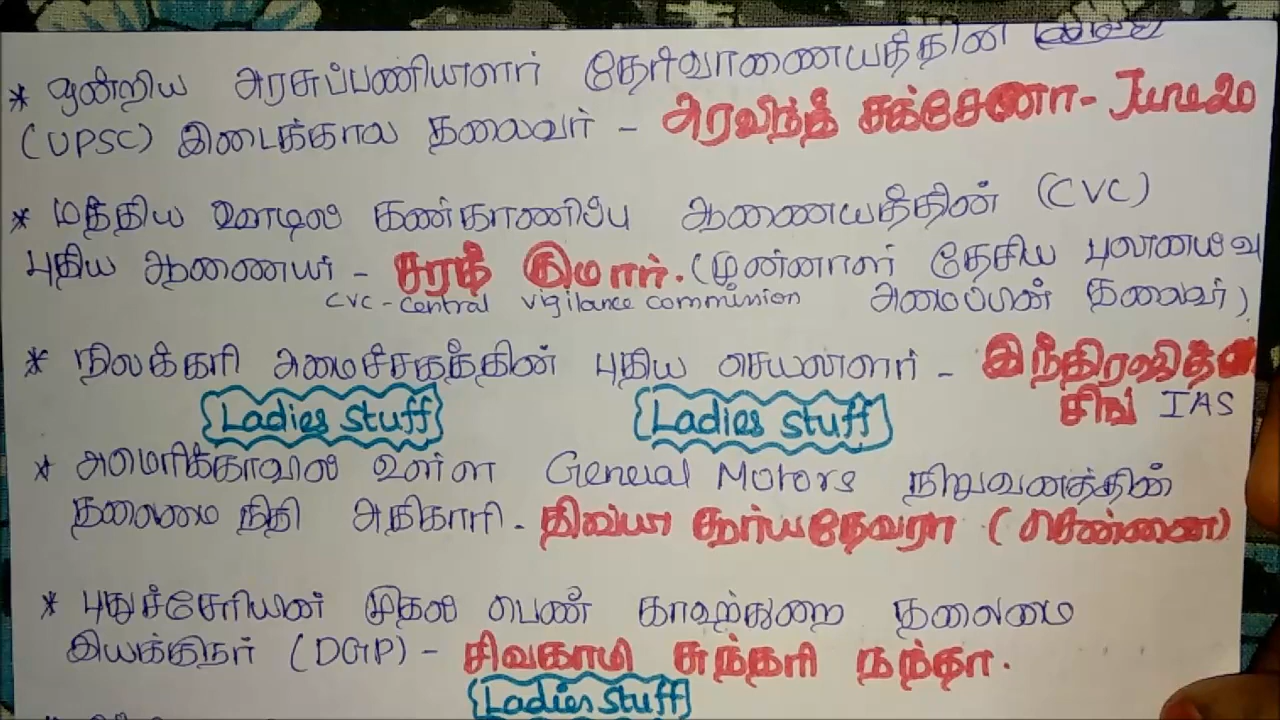 * ஒன்றிய அரசுப்பணியாளர் தேர்வாணையத்தின்
(UPSC) இடைக்கால தலைவர் - அரவிந்த் சக்சேனா - June 20
* மத்திய ஊழல் கண்காணிப்பு ஆணையத்தின் (CVC)
புதிய ஆணையர் - சரத் குமார். (முன்னாள் தேசிய புலனாய்வு
CVC - Central Vigilance commission அமைப்பின் தலைவர்)
* நிலக்கரி அமைச்சகத்தின் புதிய செயலாளர் - இந்திரஜித்
சிங் IAS
Ladies stuff Ladies stuff
* அமெரிக்காவில் உள்ள General Motors நிறுவனத்தின்
தலைமை நிதி அதிகாரி - திவ்யா சூர்யதேவரா (சென்னை)
* புதுச்சேரியின் முதல் பெண் காவற்துறை தலைமை
இயக்குநர் (DGP) - சிவகாமி சுந்தரி நந்தா.
Ladies stuff